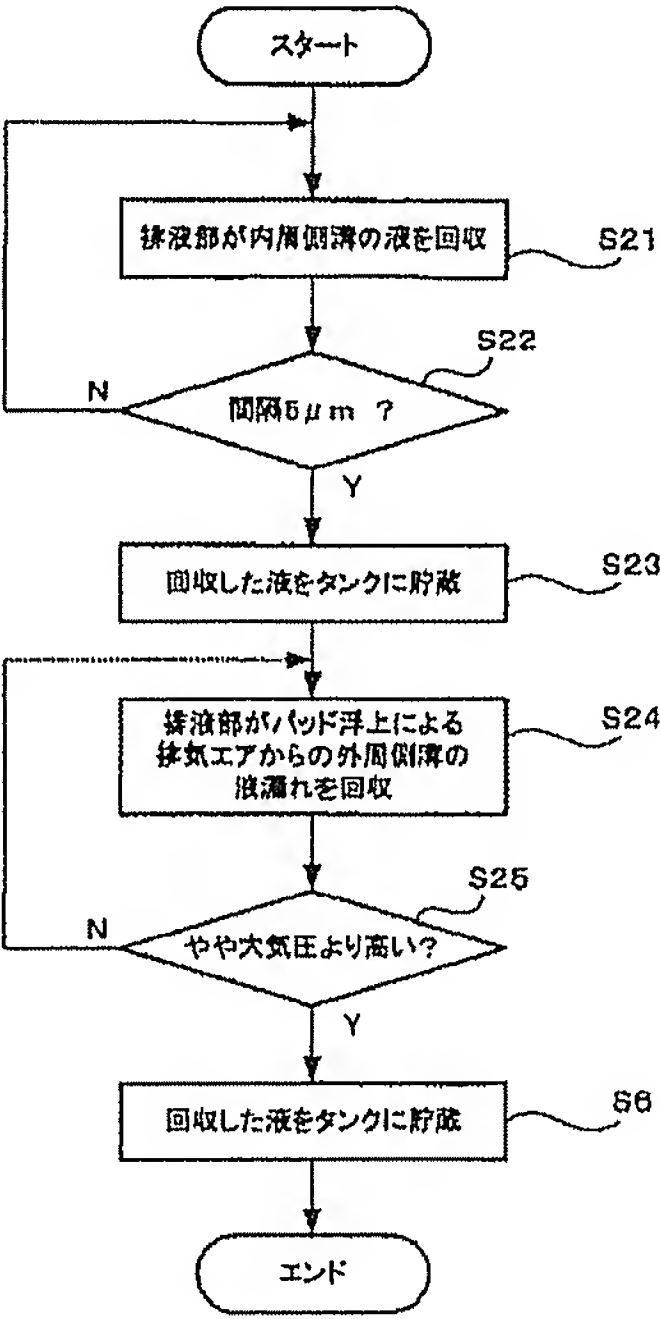 スタート
排液部が内周側溝の液を回収
S21
S22
間隔5μm ?
N
Y
回収した液をタンクに貯蔵
S23
排液部がパッド浮上による
排気エアからの外周側溝の
液漏れを回収
S24
S25
やや大気圧より高い?
N
Y
回収した液をタンクに貯蔵
S6
エンド